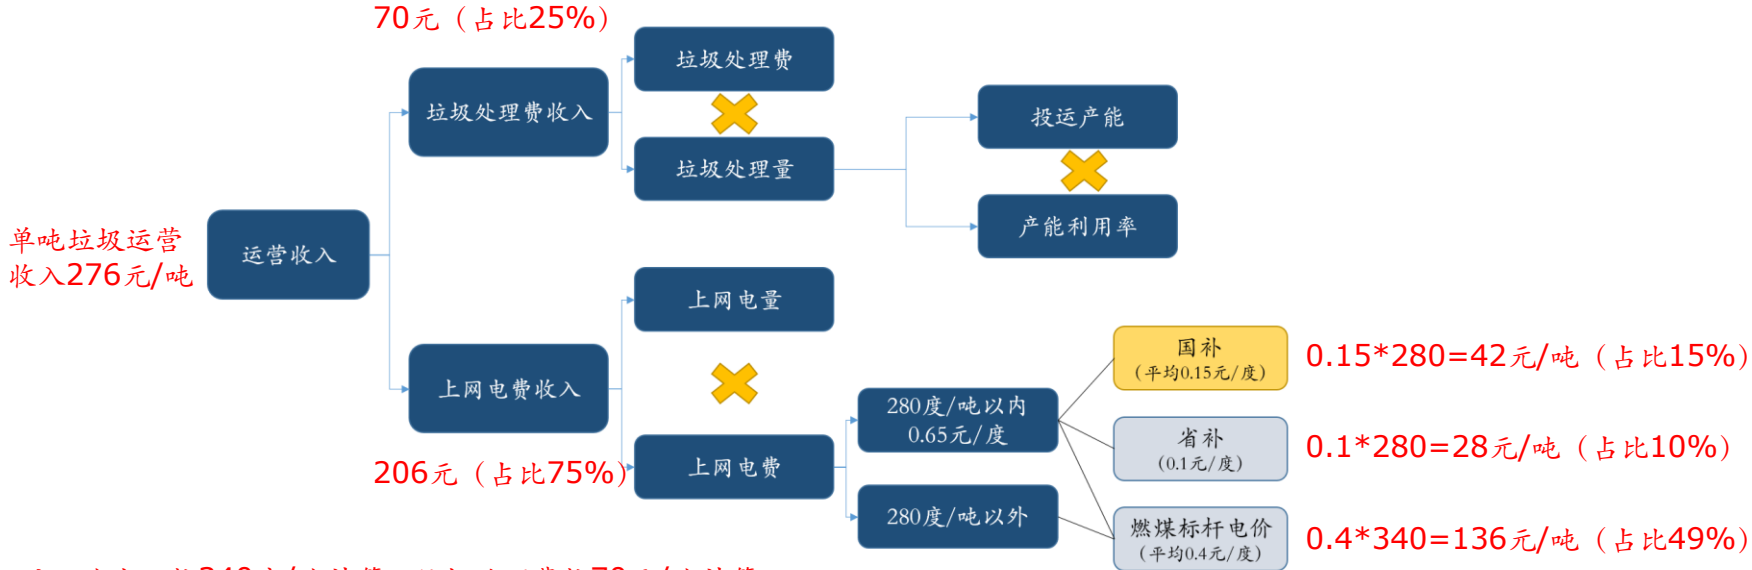 70元（占比25%）
垃圾处理费
垃圾处理费收入
投运产能
垃圾处理量
产能利用率
单吨垃圾运营
收入276元/吨
运营收入
上网电量
国补
（平均0.15元/度）
0.15*280=42元/吨（占比15%）
上网电费收入
280度/吨以内
0.65元/度
省补
（0.1元/度）
0.1*280=28元/吨（占比10%）
206元（占比75%）
上网电费
280度/吨以外
燃煤标杆电价
（平均0.4元/度）
0.4*340=136元/吨（占比49%）